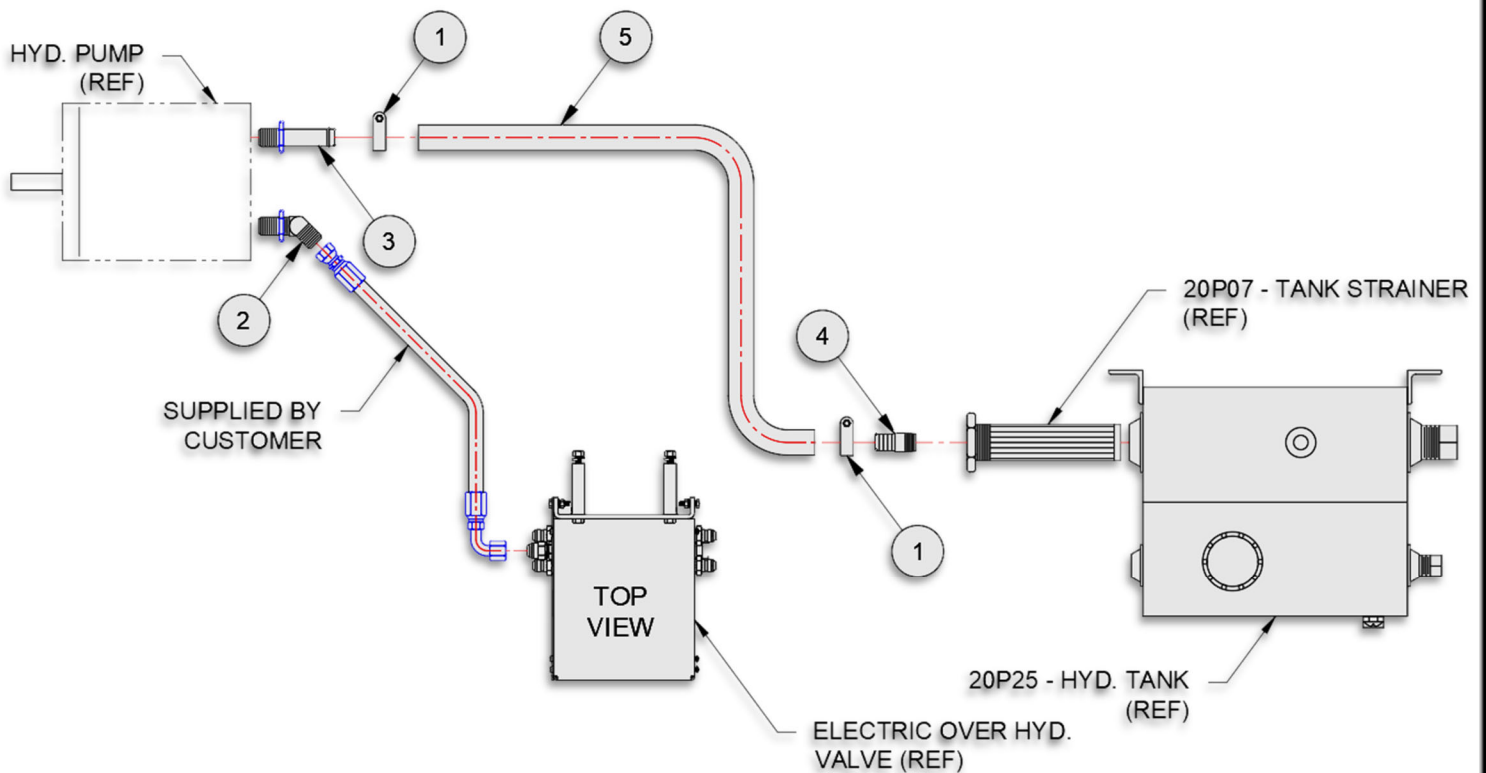 1
5
HYD. PUMP
(REF)
3
2
20P07 - TANK STRAINER
(REF)
4
SUPPLIED BY
CUSTOMER
1
TOP
VIEW
20P25 - HYD. TANK
(REF)
ELECTRIC OVER HYD.
VALVE (REF)